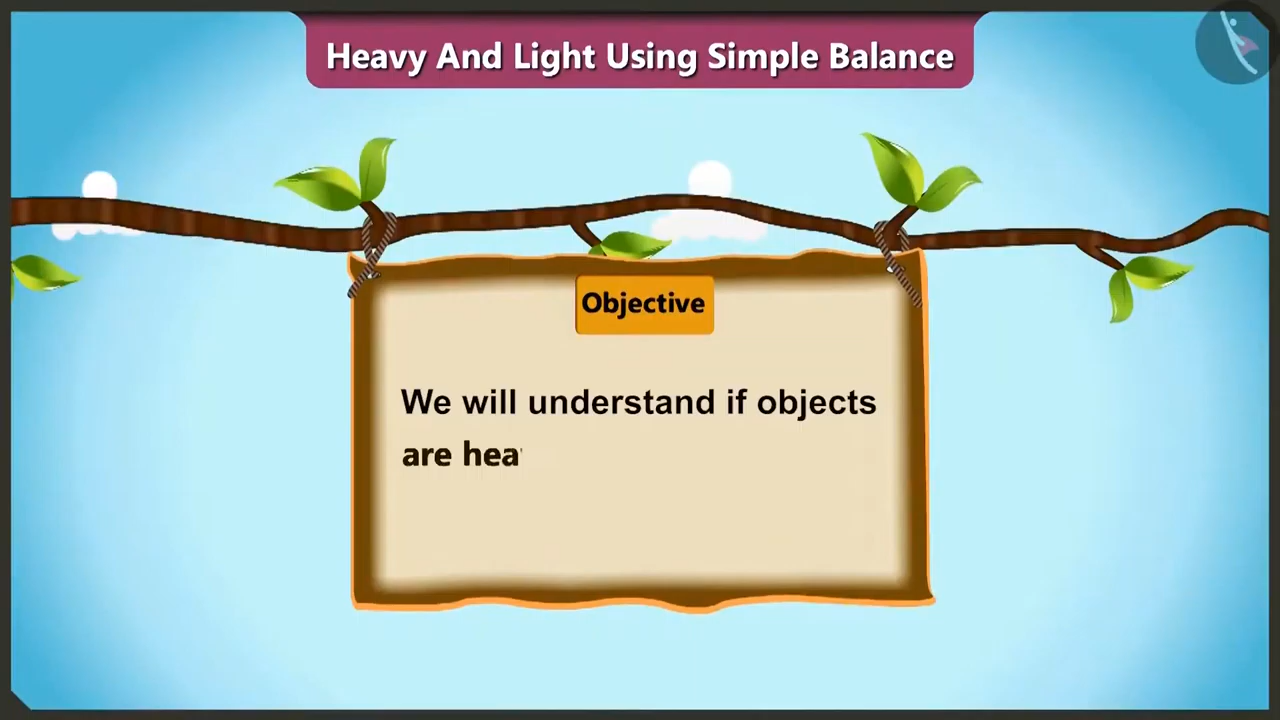 Heavy And Light Using Simple Balance
Objective
We will understand if objects
are hea